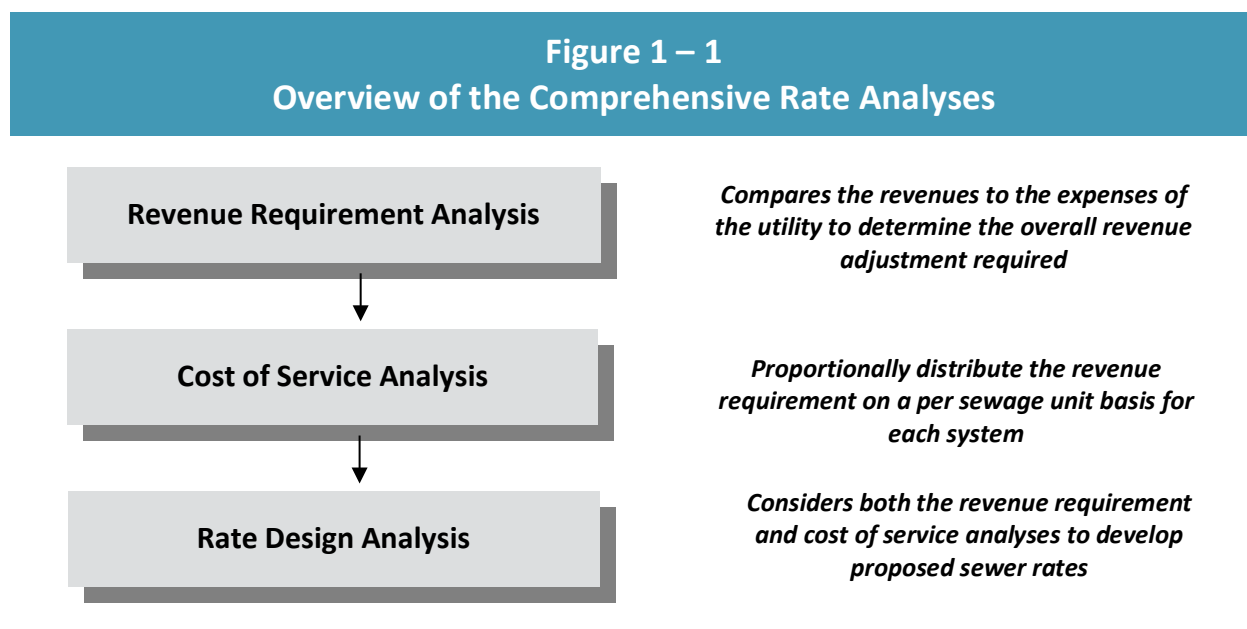 Figure 1 – 1
Overview of the Comprehensive Rate Analyses
Revenue Requirement Analysis
Compares the revenues to the expenses of
the utility to determine the overall revenue
adjustment required
Cost of Service Analysis
Proportionally distribute the revenue
requirement on a per sewage unit basis for
each system
Rate Design Analysis
Considers both the revenue requirement
and cost of service analyses to develop
proposed sewer rates